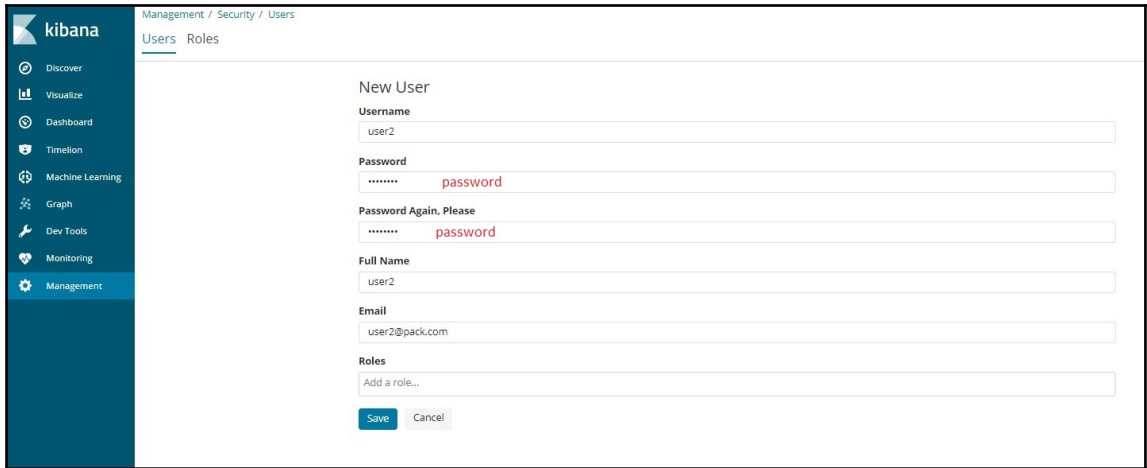 kibana
Discover
Visualize
Dashboard
Timelion
Machine Learning
Graph
Dev Tools
Monitoring
Management
Management / Security / Users
Users Roles
New User
Username
user2
Password
•••••••• password
Password Again, Please
•••••••• password
Full Name
user2
Email
user2@pack.com
Roles
Add a role...
Save Cancel